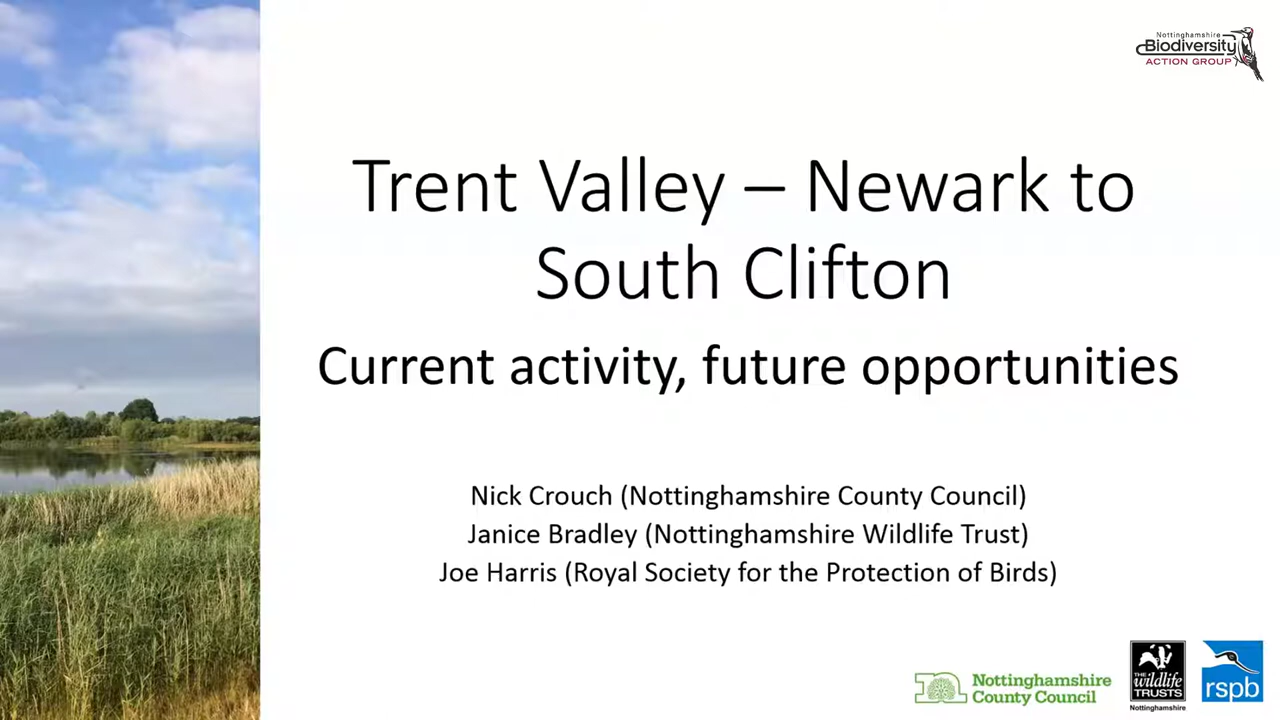 Nottinghamshire
Biodiversity
ACTION GROUP
Trent Valley – Newark to
South Clifton
Current activity, future opportunities
Nick Crouch (Nottinghamshire County Council)
Janice Bradley (Nottinghamshire Wildlife Trust)
Joe Harris (Royal Society for the Protection of Birds)
Nottinghamshire
County Council
THE
wildlife
TRUSTS
Nottinghamshire
rspb